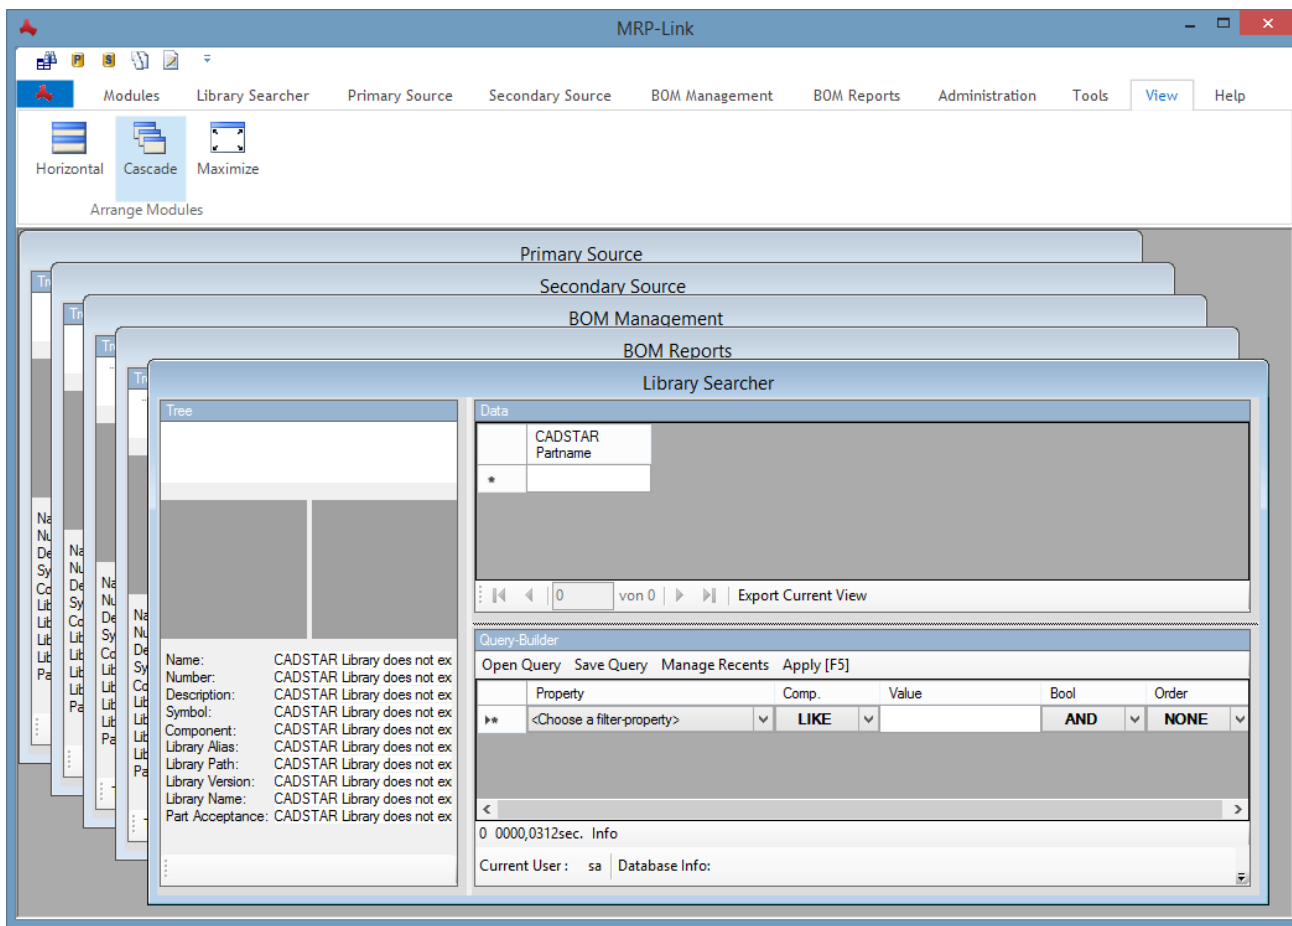 MRP-Link
Modules Library Searcher Primary Source Secondary Source BOM Management BOM Reports Administration Tools View Help
Horizontal Cascade Maximize
Arrange Modules
Primary Source
Secondary Source
BOM Management
BOM Reports
Library Searcher
Tree
Data
CADSTAR
Partname
*
0 von 0 Export Current View
Query-Builder
Open Query Save Query Manage Recents Apply [F5]
Property Comp. Value Bool Order
<Choose a filter-property> LIKE AND NONE
Name: CADSTAR Library does not ex
Number: CADSTAR Library does not ex
Description: CADSTAR Library does not ex
Symbol: CADSTAR Library does not ex
Component: CADSTAR Library does not ex
Library Alias: CADSTAR Library does not ex
Library Path: CADSTAR Library does not ex
Library Version: CADSTAR Library does not ex
Library Name: CADSTAR Library does not ex
Part Acceptance: CADSTAR Library does not ex
0 0000,0312sec. Info
Current User : sa Database Info: